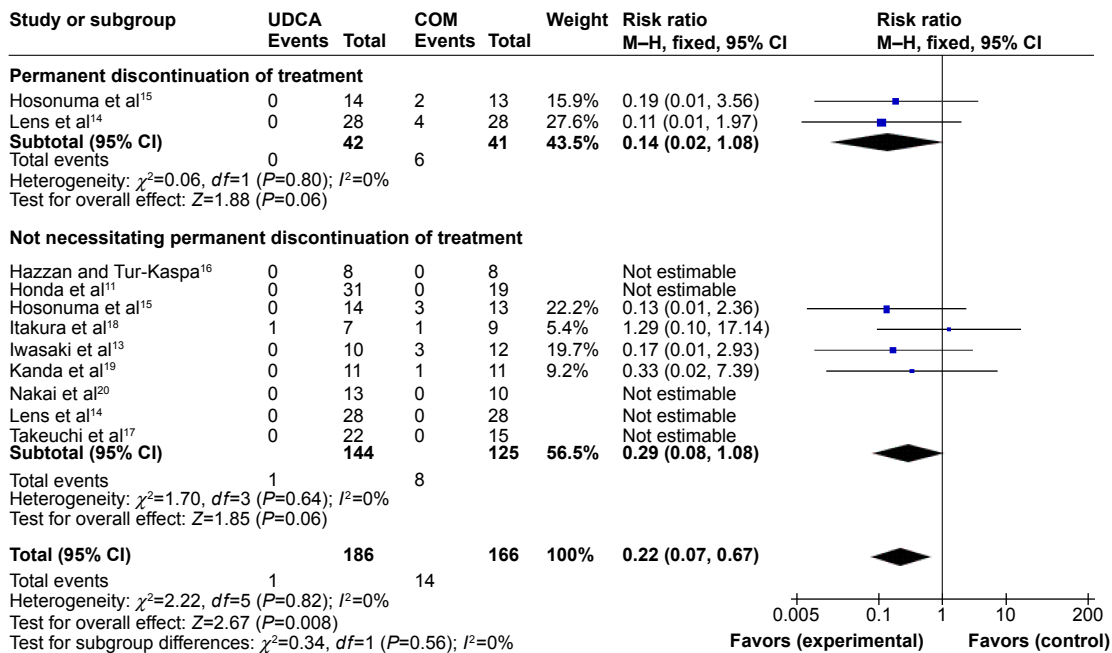 Study or subgroup UDCA COM Weight Risk ratio Risk ratio
Events Total Events Total M–H, fixed, 95% CI M–H, fixed, 95% CI
Permanent discontinuation of treatment
Hosonuma et al¹⁵ 0 14 2 13 15.9% 0.19 (0.01, 3.56)
Lens et al¹⁴ 0 28 4 28 27.6% 0.11 (0.01, 1.97)
Subtotal (95% CI) 42 41 43.5% 0.14 (0.02, 1.08)
Total events 0 6
Heterogeneity: χ²=0.06, df=1 (P=0.80); I²=0%
Test for overall effect: Z=1.88 (P=0.06)
Not necessitating permanent discontinuation of treatment
Hazzan and Tur-Kaspa¹⁶ 0 8 0 8 Not estimable
Honda et al¹¹ 0 31 0 19 Not estimable
Hosonuma et al¹⁵ 0 14 3 13 22.2% 0.13 (0.01, 2.36)
Itakura et al¹⁸ 1 7 1 9 5.4% 1.29 (0.10, 17.14)
Iwasaki et al¹³ 0 10 3 12 19.7% 0.17 (0.01, 2.93)
Kanda et al¹⁹ 0 11 1 11 9.2% 0.33 (0.02, 7.39)
Nakai et al²⁰ 0 13 0 10 Not estimable
Lens et al¹⁴ 0 28 0 28 Not estimable
Takeuchi et al¹⁷ 0 22 0 15 Not estimable
Subtotal (95% CI) 144 125 56.5% 0.29 (0.08, 1.08)
Total events 1 8
Heterogeneity: χ²=1.70, df=3 (P=0.64); I²=0%
Test for overall effect: Z=1.85 (P=0.06)
Total (95% CI) 186 166 100% 0.22 (0.07, 0.67)
Total events 1 14
Heterogeneity: χ²=2.22, df=5 (P=0.82); I²=0%
Test for overall effect: Z=2.67 (P=0.008)
Test for subgroup differences: χ²=0.34, df=1 (P=0.56); I²=0%
0.005 0.1 1 10 200
Favors (experimental) Favors (control)